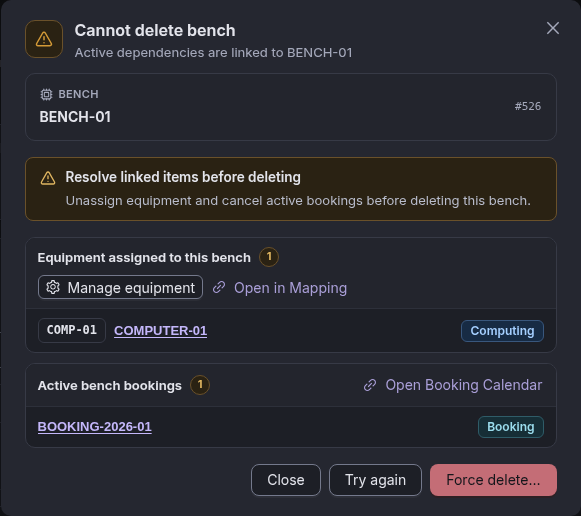 Cannot delete bench
Active dependencies are linked to BENCH-01
BENCH
BENCH-01
#526
Resolve linked items before deleting
Unassign equipment and cancel active bookings before deleting this bench.
Equipment assigned to this bench 1
Manage equipment Open in Mapping
COMP-01 COMPUTER-01 Computing
Active bench bookings 1 Open Booking Calendar
BOOKING-2026-01 Booking
Close Try again Force delete...